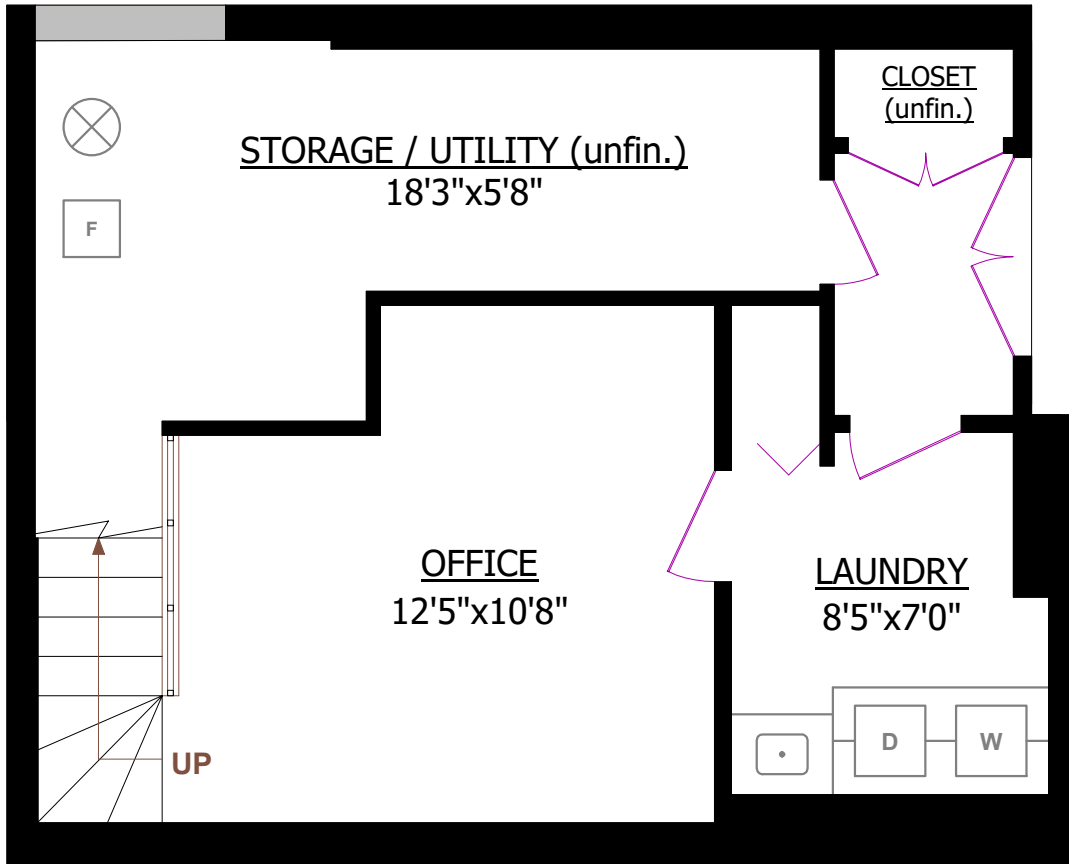 CLOSET
(unfin.)
STORAGE / UTILITY (unfin.)
18'3"x5'8"
F
OFFICE
12'5"x10'8"
LAUNDRY
8'5"x7'0"
D
W
UP